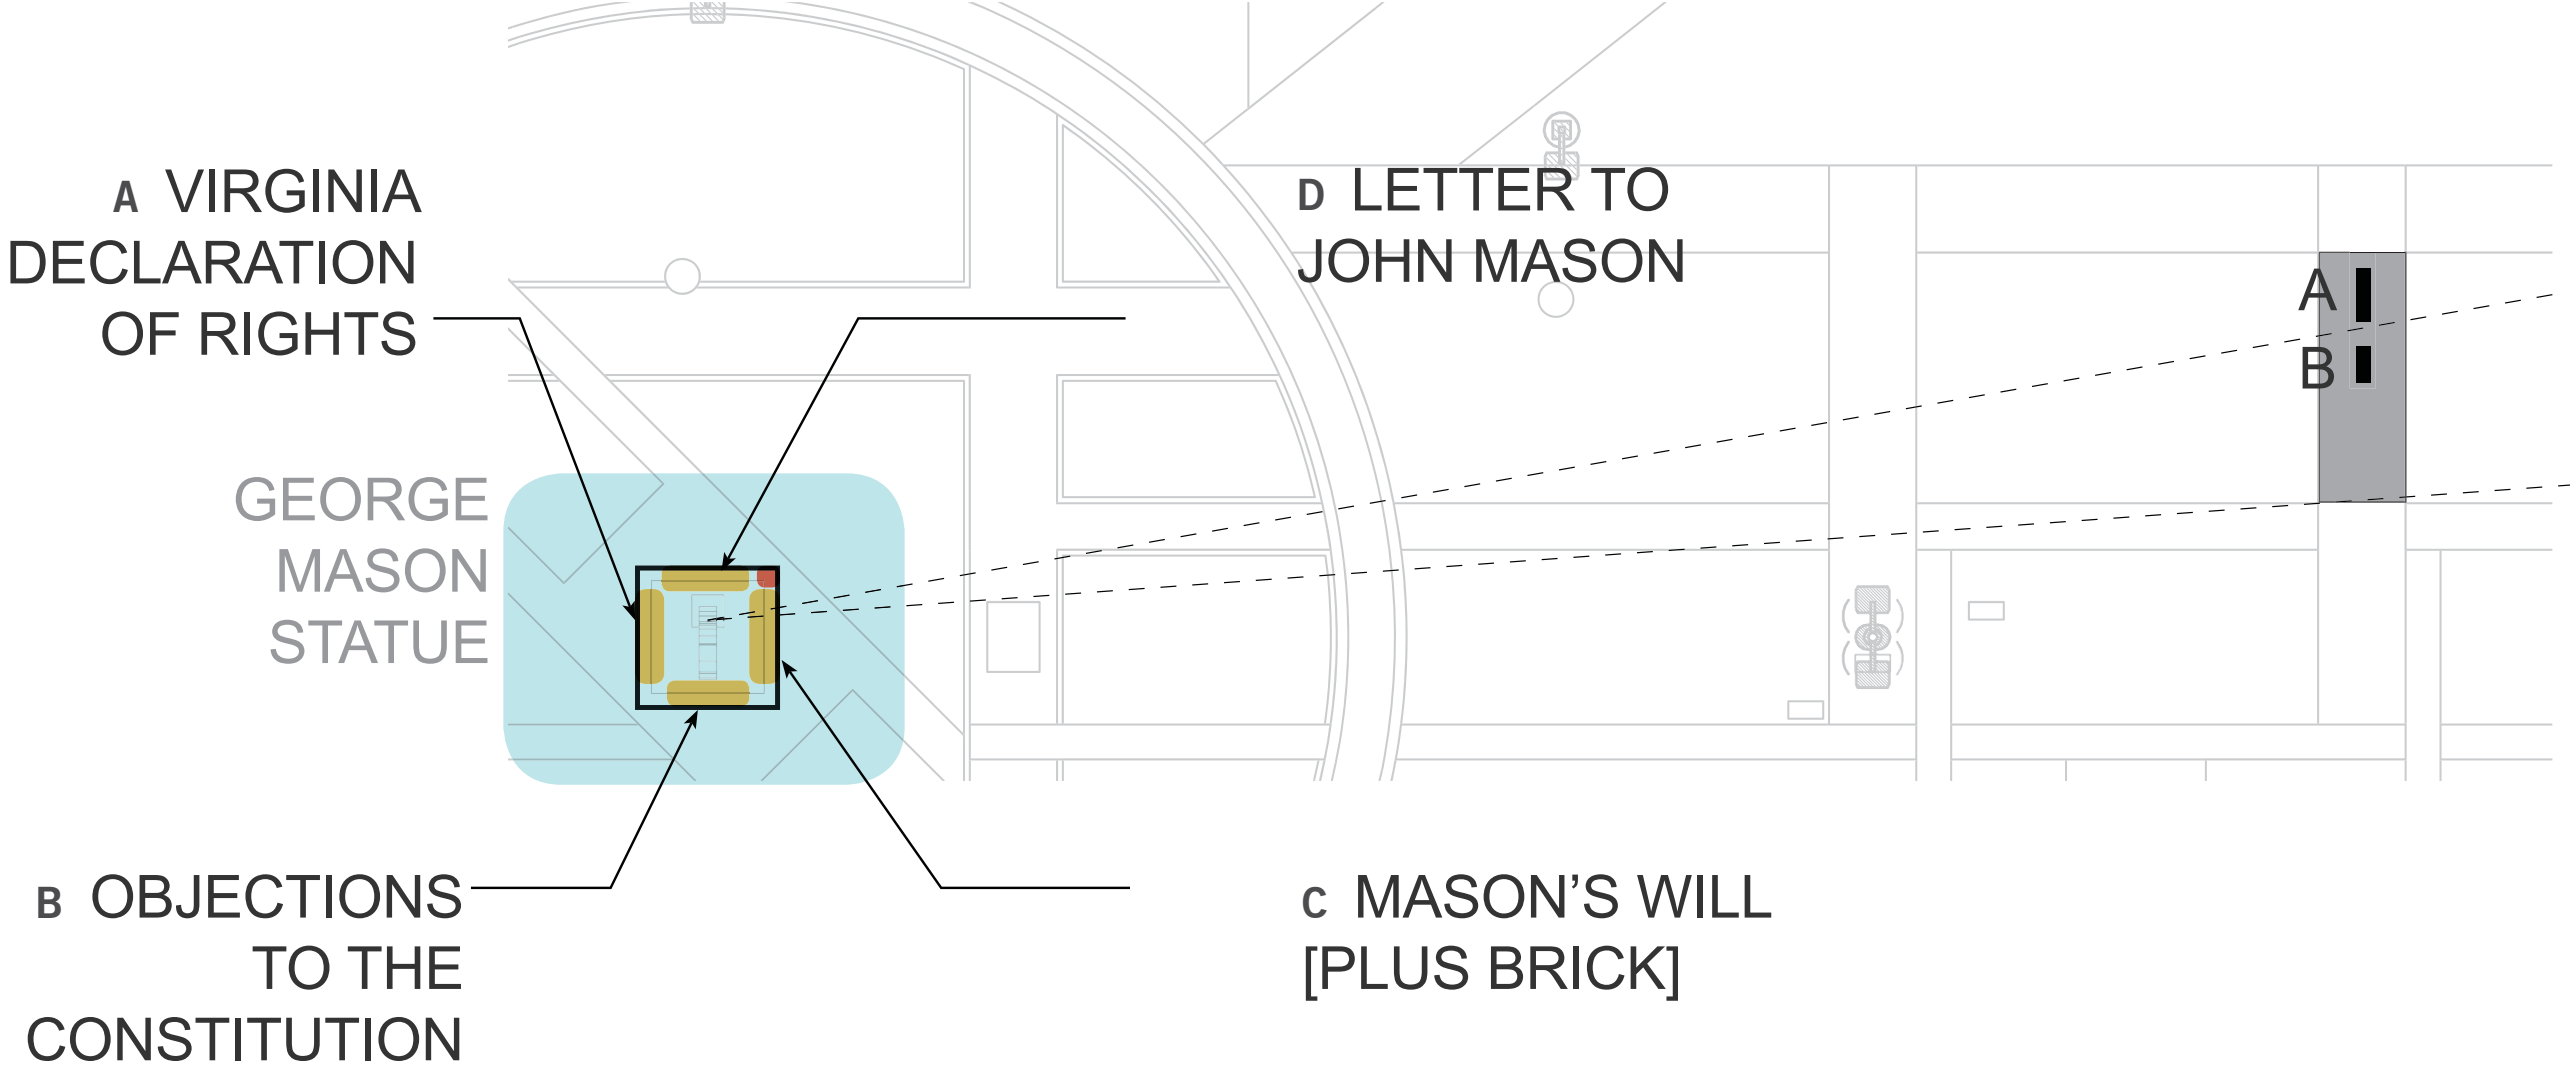 A VIRGINIA
DECLARATION
OF RIGHTS
D LETTER TO
JOHN MASON
A
B
GEORGE
MASON
STATUE
B OBJECTIONS
TO THE
CONSTITUTION
C MASON’S WILL
[PLUS BRICK]